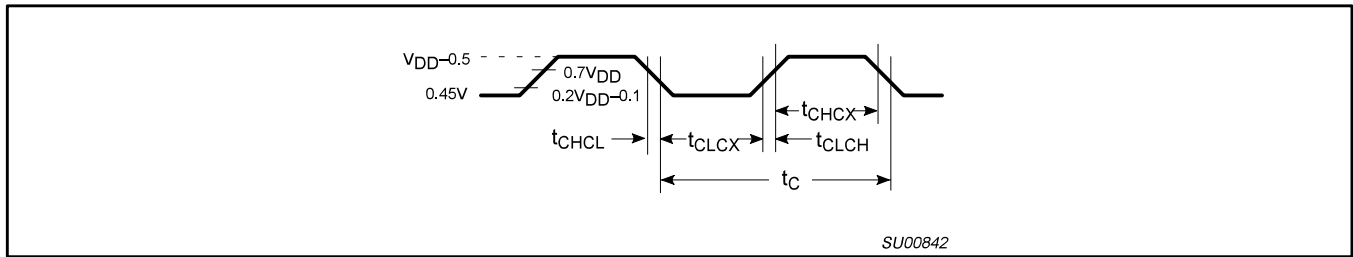 VDD–0.5
0.7VDD
0.45V
0.2VDD–0.1
tCHCX
tCHCL
tCLCX
tCLCH
tC
SU00842